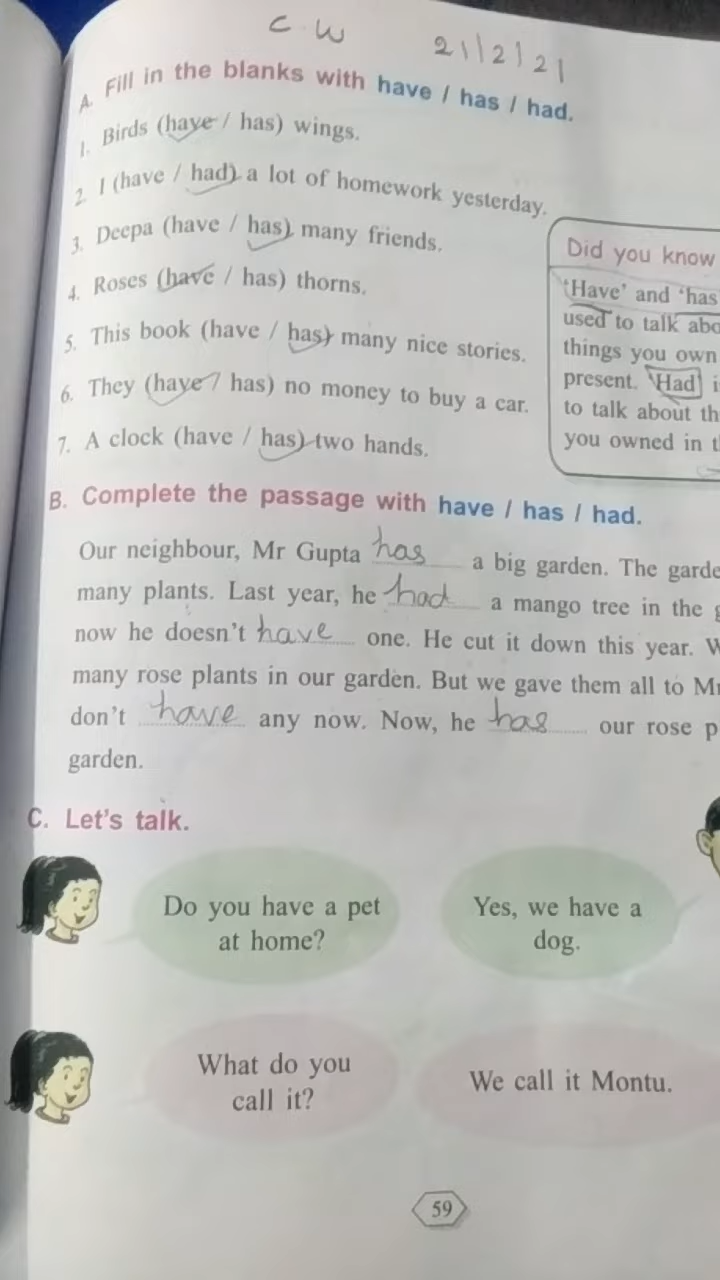 C W 21/2/21
A. Fill in the blanks with have / has / had.
1. Birds (have / has) wings.
2. I (have / had) a lot of homework yesterday.
3. Deepa (have / has) many friends.
4. Roses (have / has) thorns.
5. This book (have / has) many nice stories.
6. They (have / has) no money to buy a car.
7. A clock (have / has) two hands.
Did you know
'Have' and 'has
used to talk abo
things you own
present. 'Had' i
to talk about th
you owned in t
B. Complete the passage with have / has / had.
Our neighbour, Mr Gupta has a big garden. The garde
many plants. Last year, he had a mango tree in the g
now he doesn't have one. He cut it down this year. W
many rose plants in our garden. But we gave them all to Mr
don't have any now. Now, he has our rose p
garden.
C. Let's talk.
Do you have a pet
at home?
Yes, we have a
dog.
What do you
call it?
We call it Montu.
59